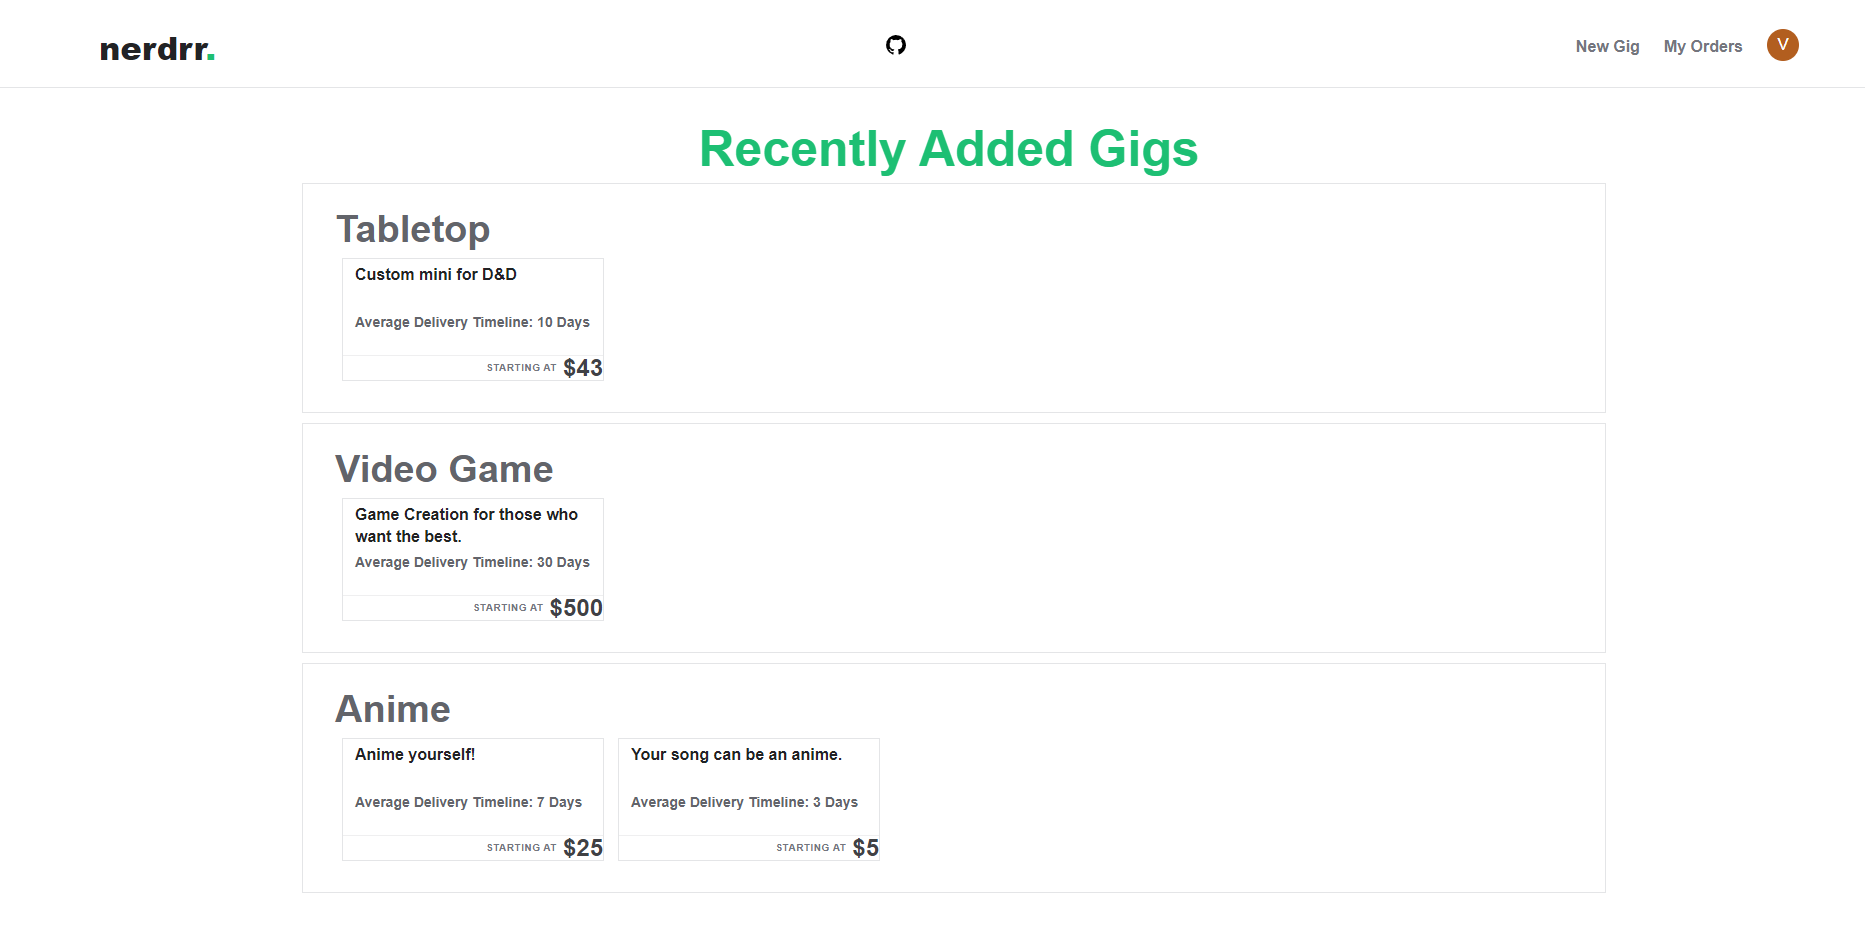 nerdrr.
New Gig
My Orders
V
Recently Added Gigs
Tabletop
Custom mini for D&D
Average Delivery Timeline: 10 Days
STARTING AT $43
Video Game
Game Creation for those who
want the best.
Average Delivery Timeline: 30 Days
STARTING AT $500
Anime
Anime yourself!
Average Delivery Timeline: 7 Days
STARTING AT $25
Your song can be an anime.
Average Delivery Timeline: 3 Days
STARTING AT $5